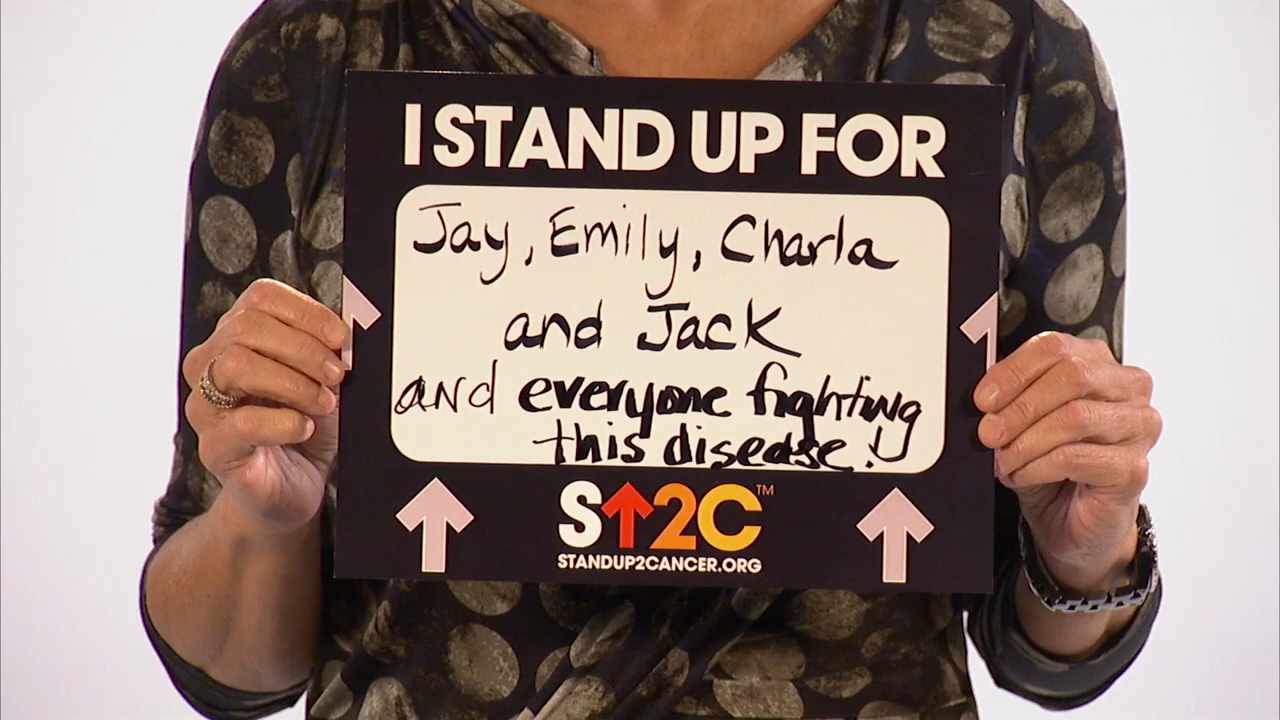 I STAND UP FOR
Jay, Emily, Charla
and Jack
and everyone fighting
this disease!
S↑2C™
STANDUP2CANCER.ORG